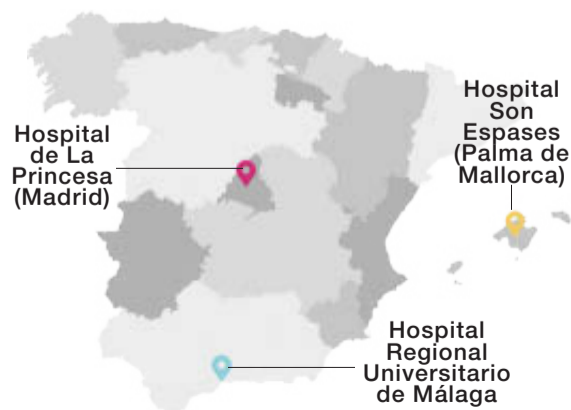 Hospital
de La
Princesa
(Madrid)
Hospital
Son
Espases
(Palma de
Mallorca)
Hospital
Regional
Universitario
de Málaga